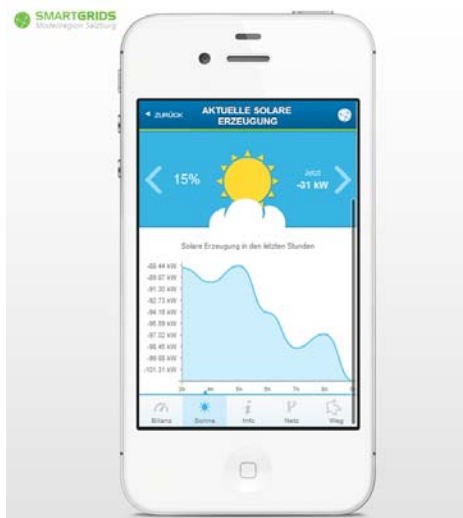 SMARTGRIDS
Modellregion Salzburg
ZURÜCK
AKTUELLE SOLARE
ERZEUGUNG
15%
Jetzt
-31 kW
Solare Erzeugung in den letzten Stunden
-88.44 kW
-89.87 kW
-91.30 kW
-92.73 kW
-94.16 kW
-95.59 kW
-97.02 kW
-98.45 kW
-99.88 kW
-101.31 kW
3h 4h 5h 6h 7h 8h
Bilanz Sonne Info Netz Weg